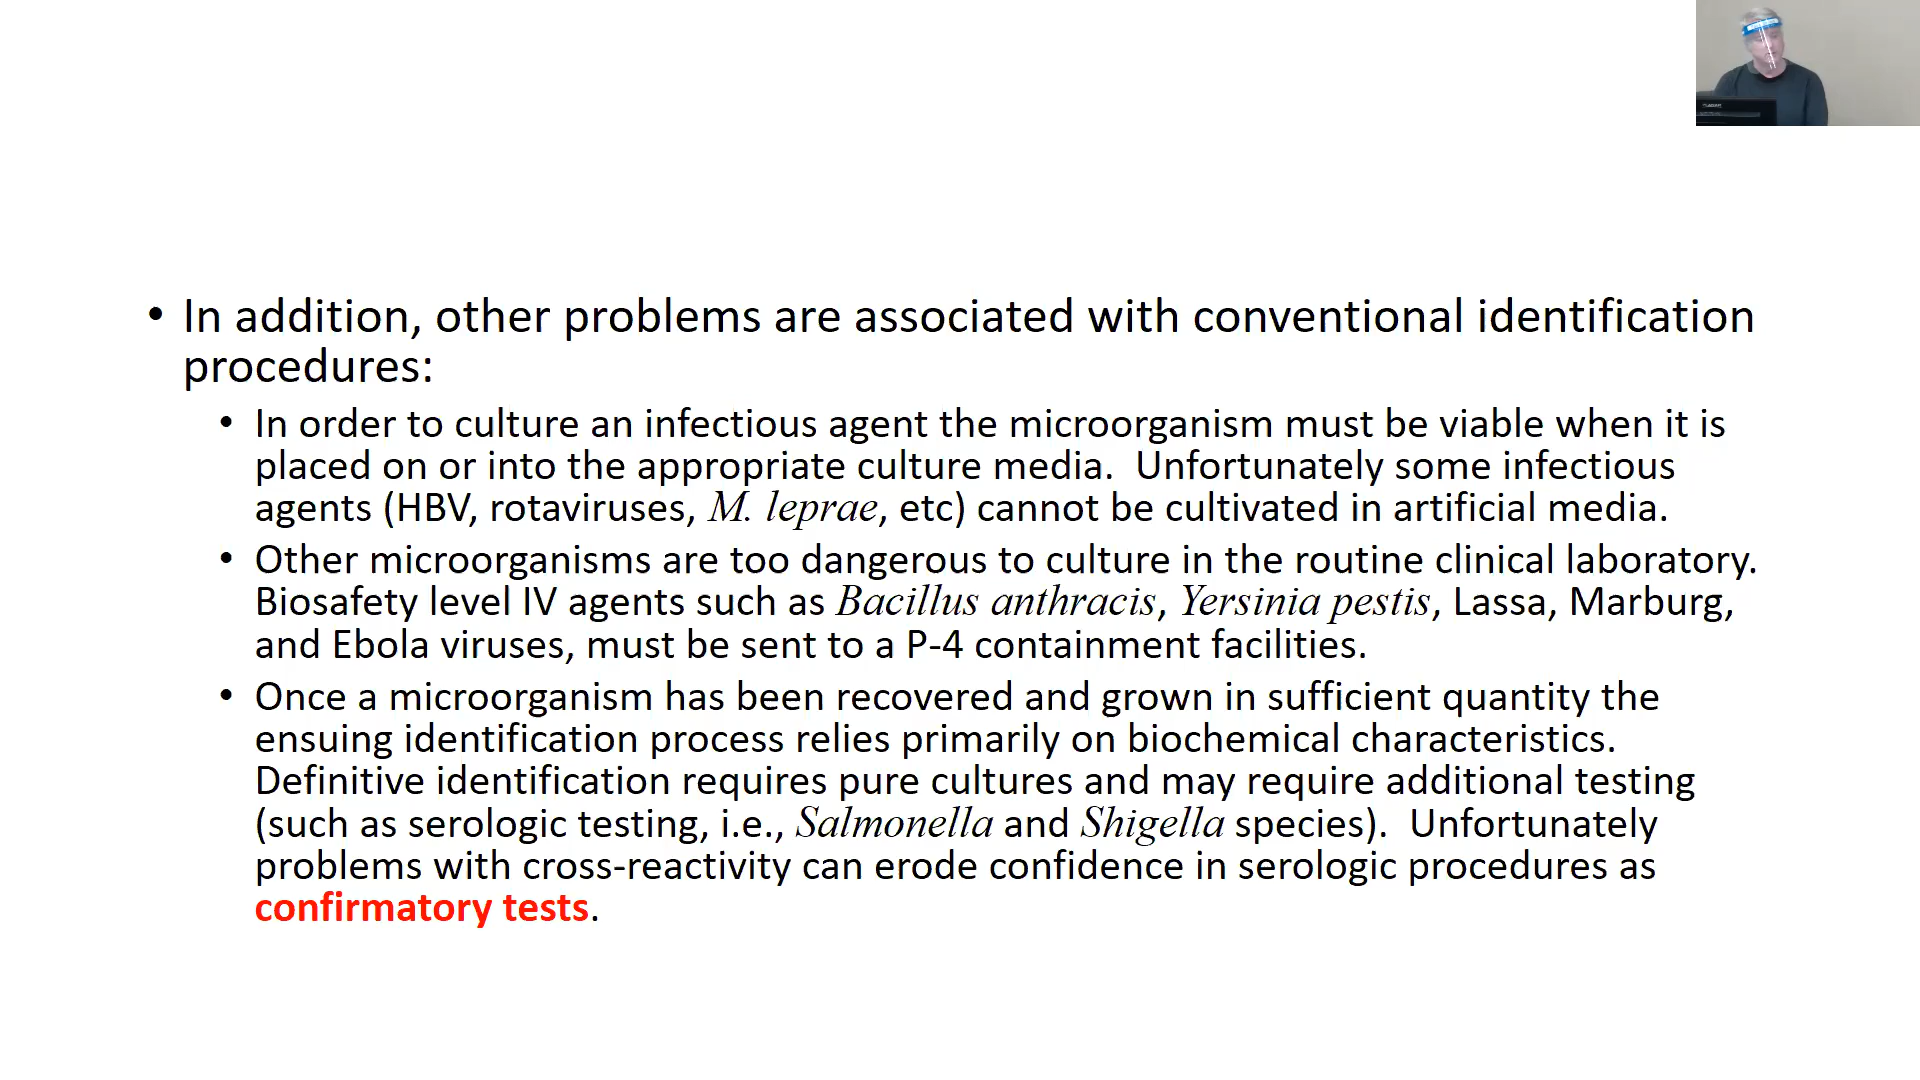 • In addition, other problems are associated with conventional identification
procedures:
• In order to culture an infectious agent the microorganism must be viable when it is
placed on or into the appropriate culture media.  Unfortunately some infectious
agents (HBV, rotaviruses, M. leprae, etc) cannot be cultivated in artificial media.
• Other microorganisms are too dangerous to culture in the routine clinical laboratory.
Biosafety level IV agents such as Bacillus anthracis, Yersinia pestis, Lassa, Marburg,
and Ebola viruses, must be sent to a P-4 containment facilities.
• Once a microorganism has been recovered and grown in sufficient quantity the
ensuing identification process relies primarily on biochemical characteristics.
Definitive identification requires pure cultures and may require additional testing
(such as serologic testing, i.e., Salmonella and Shigella species).  Unfortunately
problems with cross-reactivity can erode confidence in serologic procedures as
confirmatory tests.